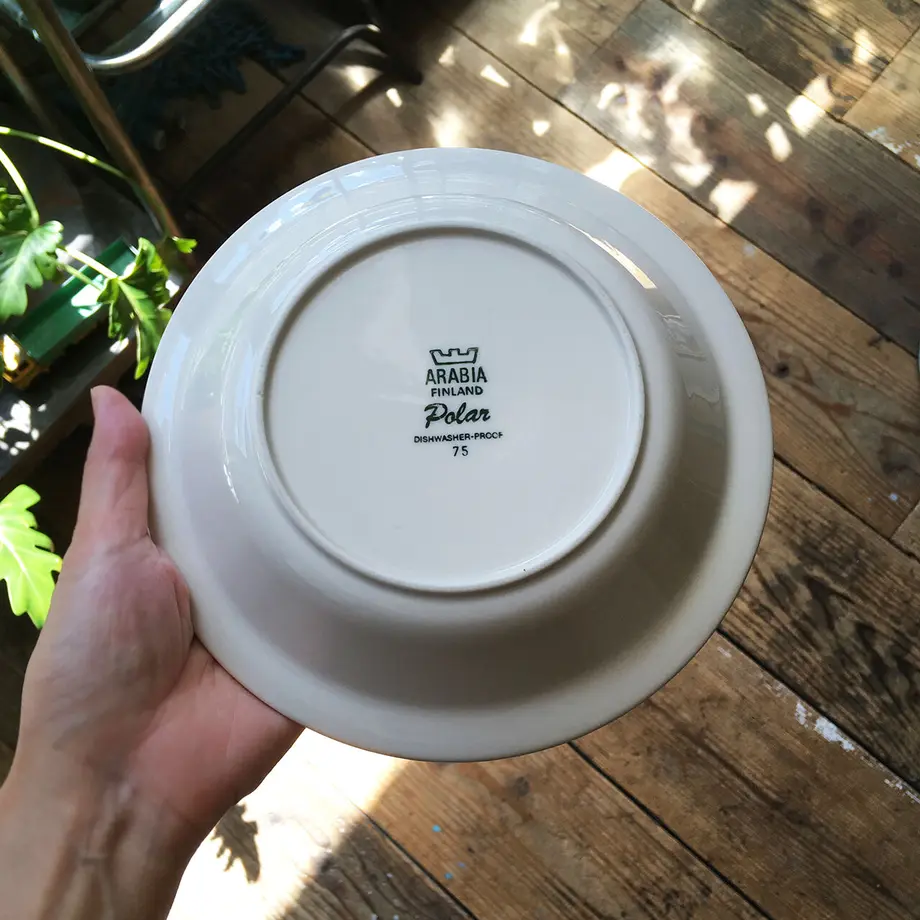 ARABIA
FINLAND
Polar
DISHWASHER-PROOF
75